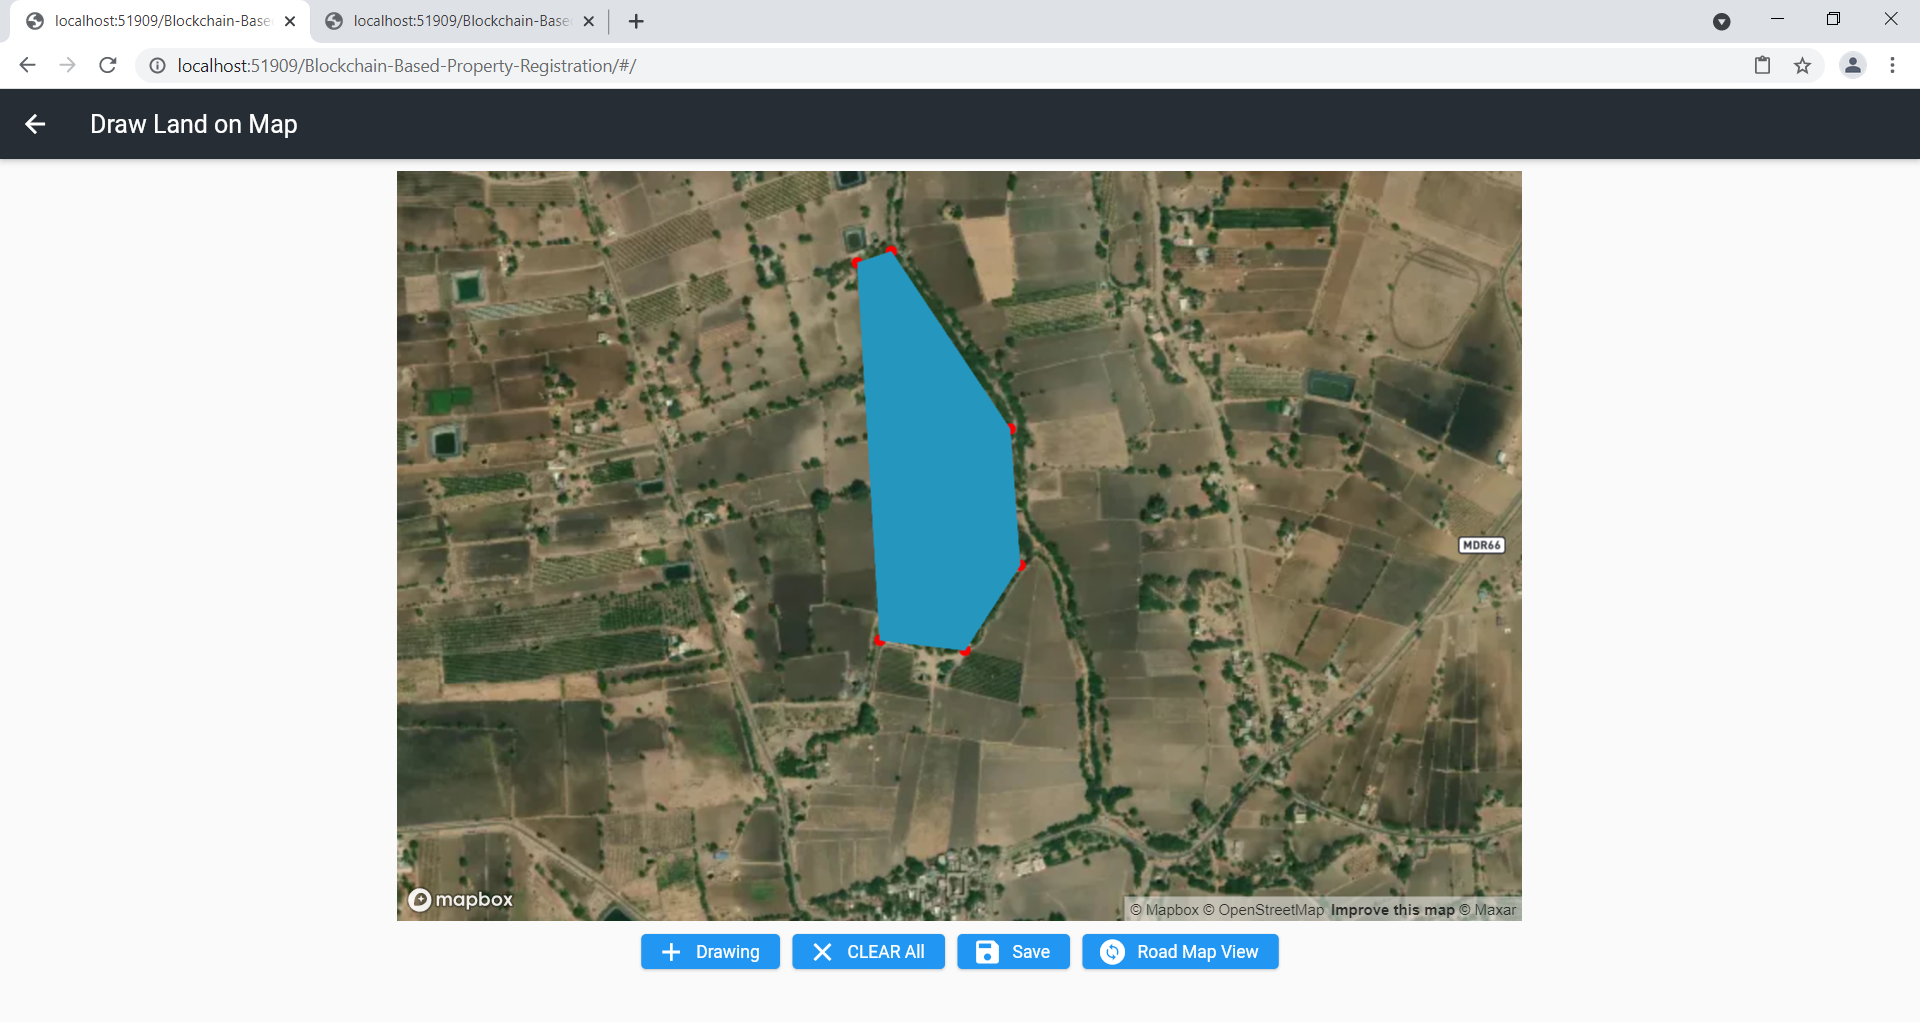 localhost:51909/Blockchain-Base
localhost:51909/Blockchain-Base
localhost:51909/Blockchain-Based-Property-Registration/#/
Draw Land on Map
MDR66
mapbox
© Mapbox © OpenStreetMap Improve this map © Maxar
Drawing
CLEAR All
Save
Road Map View